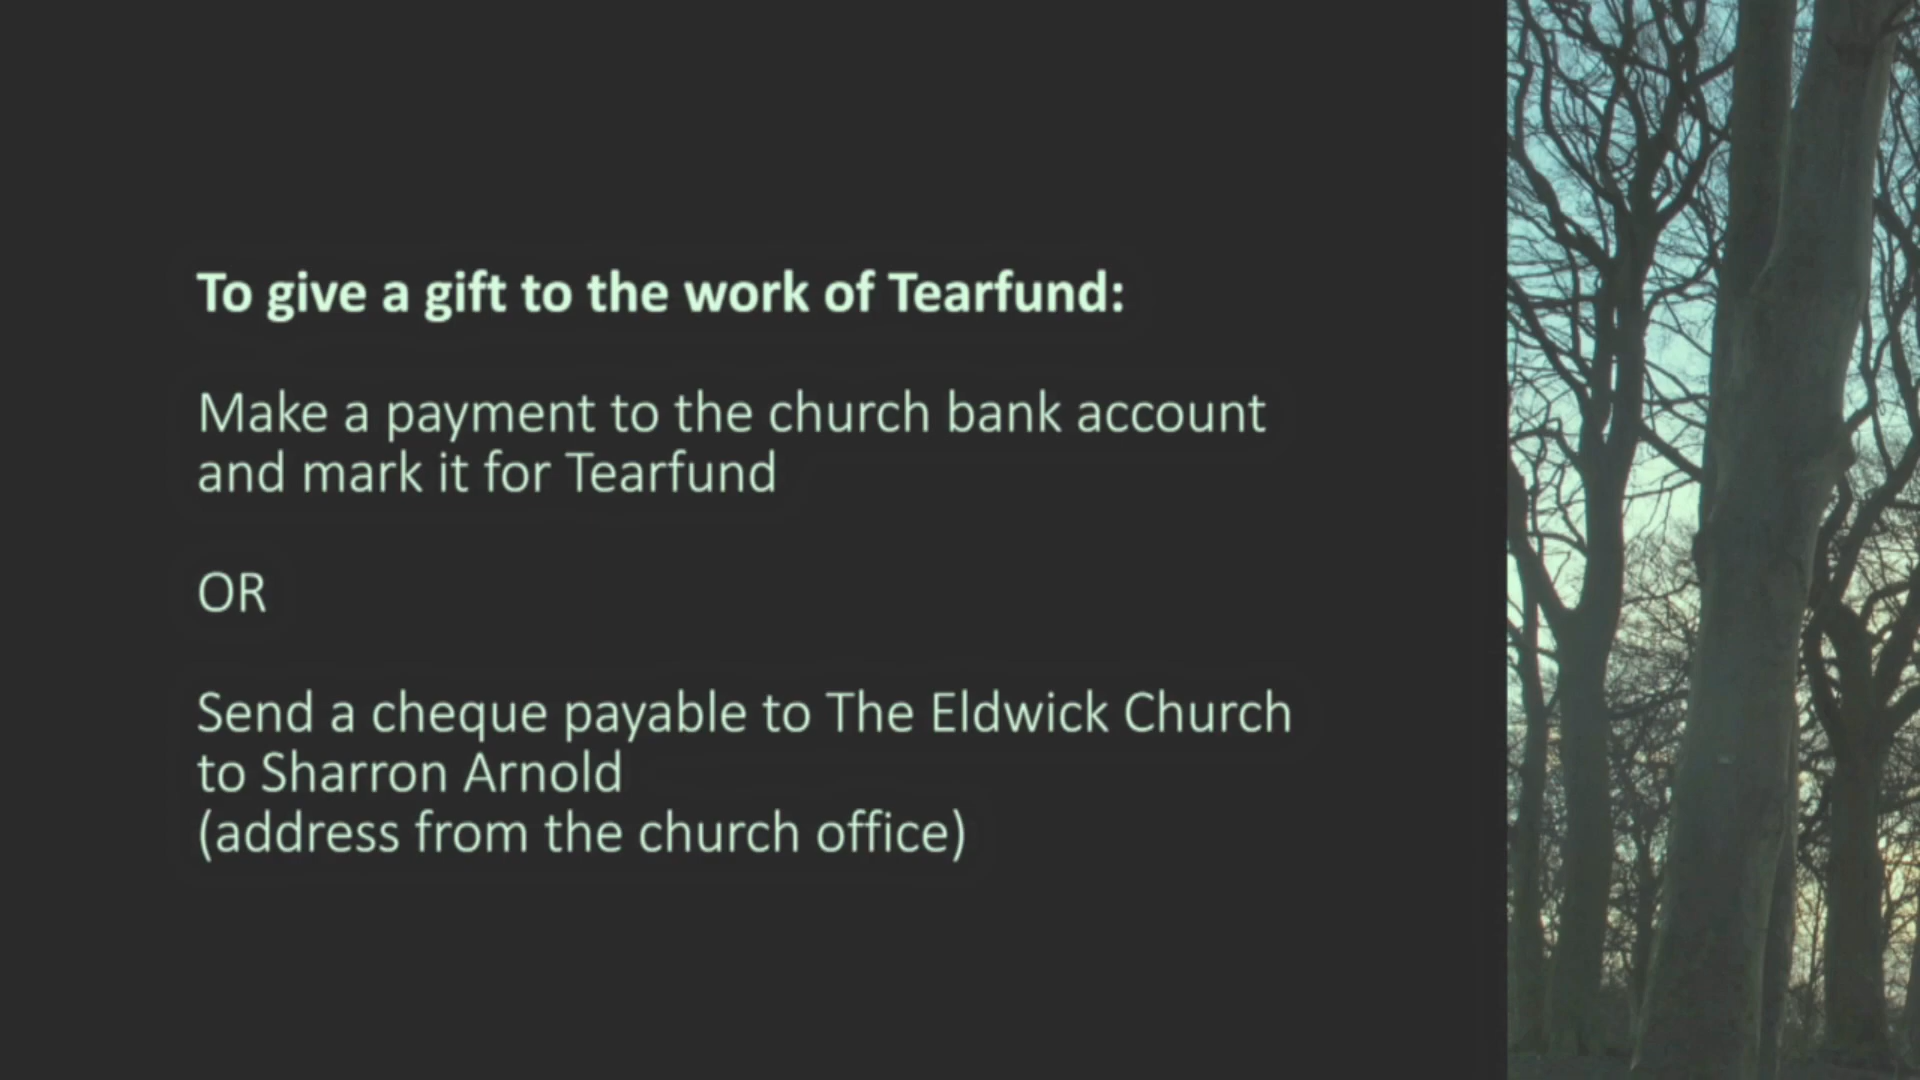 To give a gift to the work of Tearfund:
Make a payment to the church bank account
and mark it for Tearfund
OR
Send a cheque payable to The Eldwick Church
to Sharron Arnold
(address from the church office)